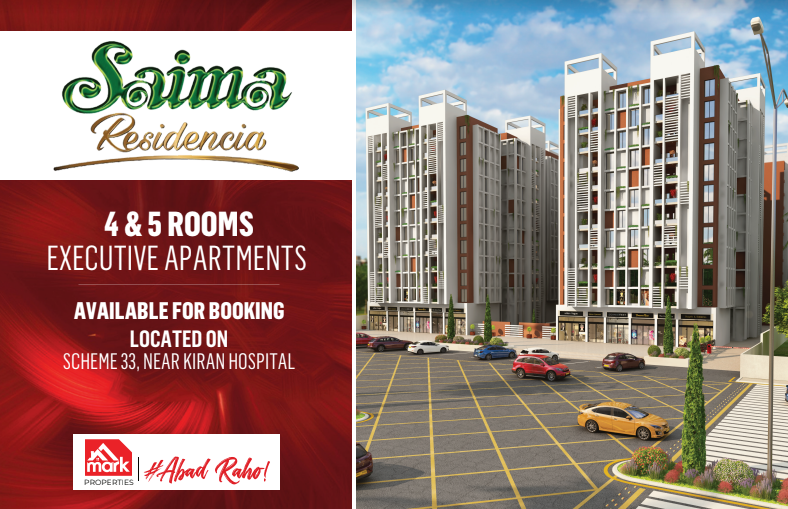 Saima
Residencia
4 & 5 ROOMS
EXECUTIVE APARTMENTS
AVAILABLE FOR BOOKING
LOCATED ON
SCHEME 33, NEAR KIRAN HOSPITAL
mark
PROPERTIES
#Abad Raho!